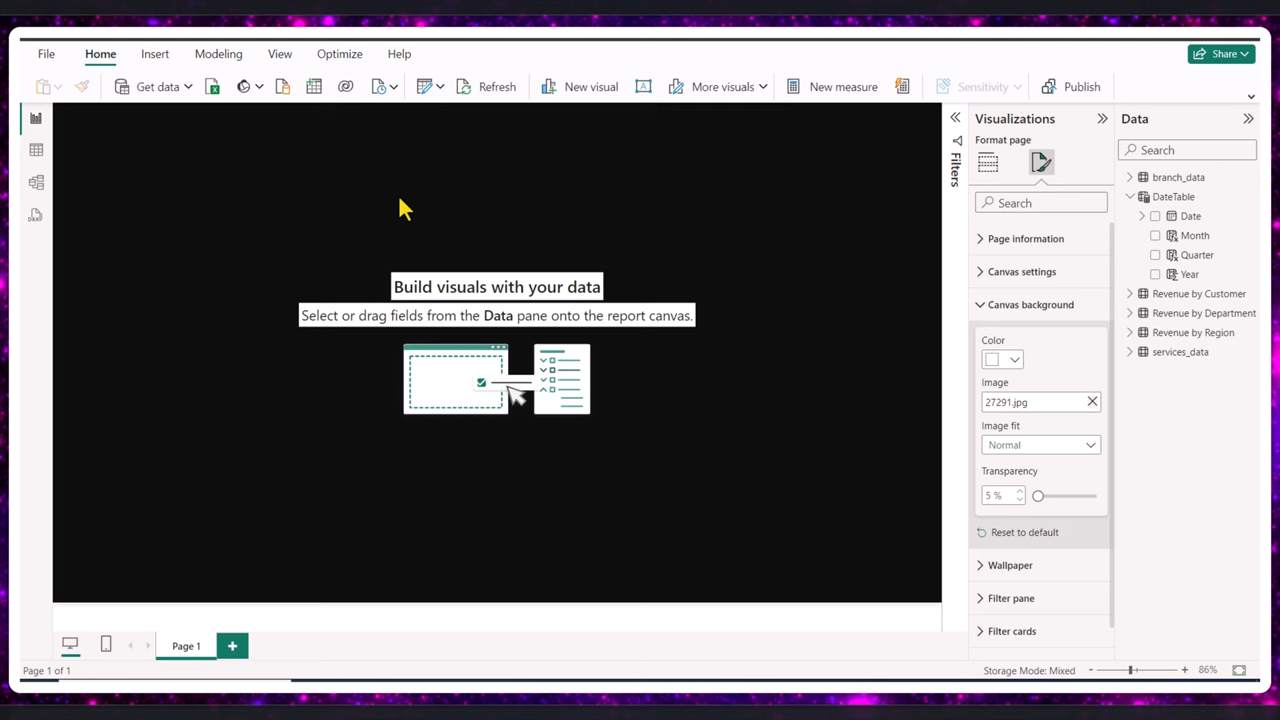 File Home Insert Modeling View Optimize Help Share
Get data Refresh New visual More visuals New measure Sensitivity Publish
Build visuals with your data
Select or drag fields from the Data pane onto the report canvas.
Filters
Visualizations
Format page
Search
Page information
Canvas settings
Canvas background
Color
Image
27291.jpg
Image fit
Normal
Transparency
5 %
Reset to default
Wallpaper
Filter pane
Filter cards
Data
Search
branch_data
DateTable
Date
Month
Quarter
Year
Revenue by Customer
Revenue by Department
Revenue by Region
services_data
Page 1
Page 1 of 1
Storage Mode: Mixed - + 86%